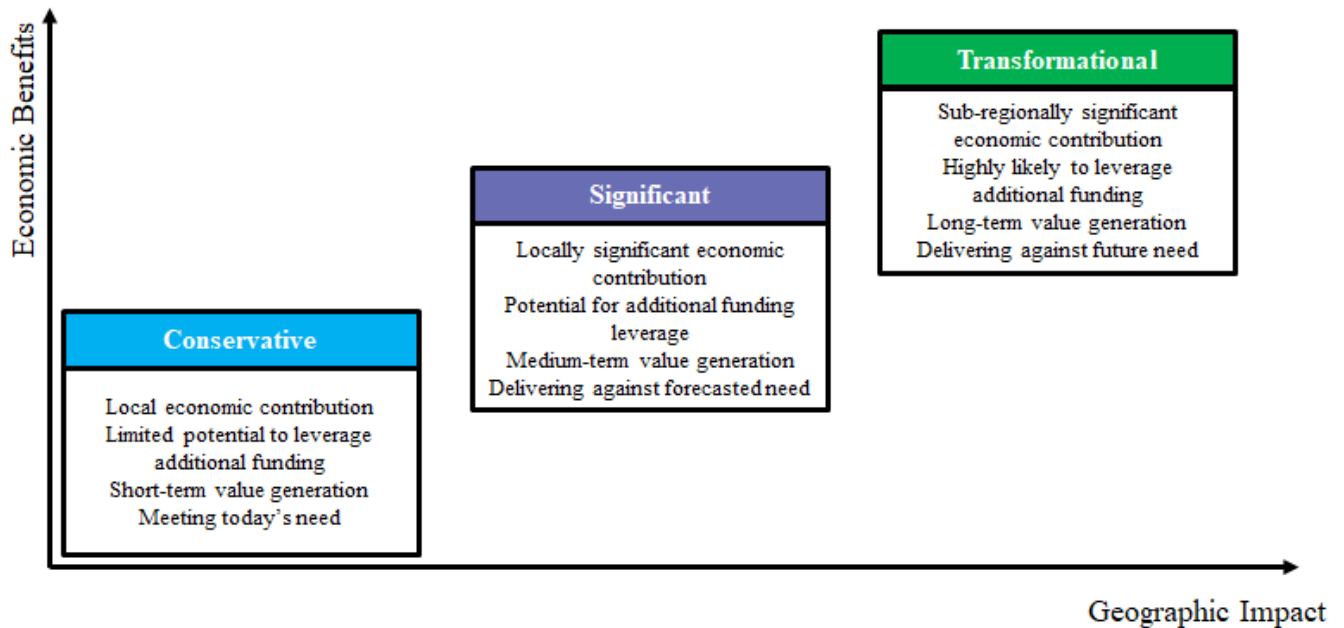 Economic Benefits
Transformational
Sub-regionally significant
economic contribution
Highly likely to leverage
additional funding
Long-term value generation
Delivering against future need
Significant
Locally significant economic
contribution
Potential for additional funding
leverage
Medium-term value generation
Delivering against forecasted need
Conservative
Local economic contribution
Limited potential to leverage
additional funding
Short-term value generation
Meeting today’s need
Geographic Impact